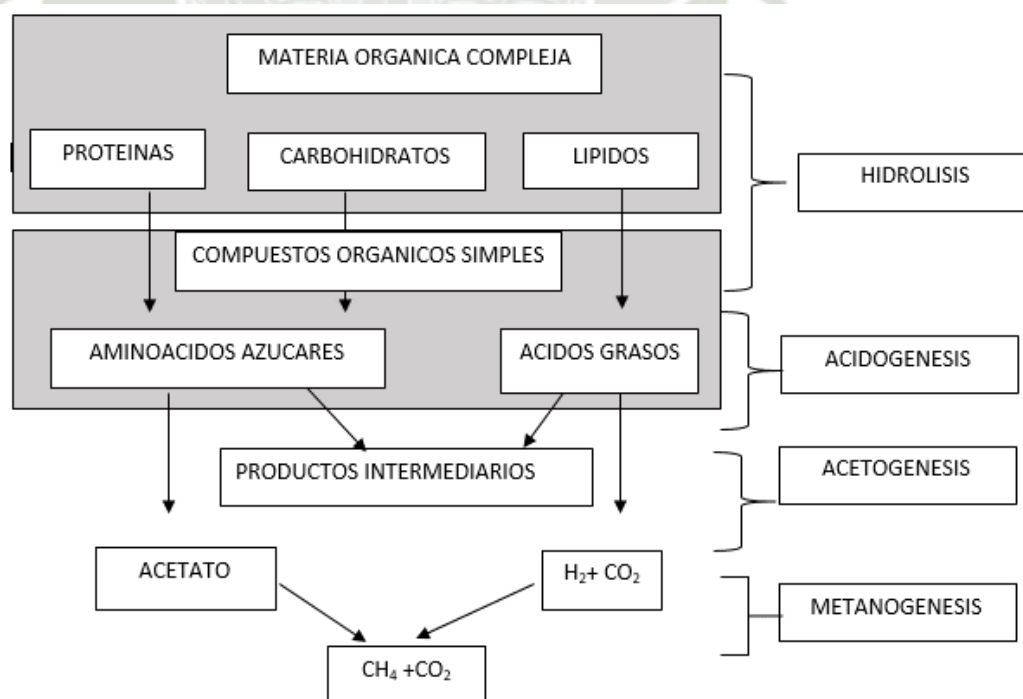 MATERIA ORGANICA COMPLEJA
PROTEINAS
CARBOHIDRATOS
LIPIDOS
HIDROLISIS
COMPUESTOS ORGANICOS SIMPLES
AMINOACIDOS AZUCARES
ACIDOS GRASOS
ACIDOGENESIS
PRODUCTOS INTERMEDIARIOS
ACETOGENESIS
ACETATO
H₂+ CO₂
METANOGENESIS
CH₄ +CO₂